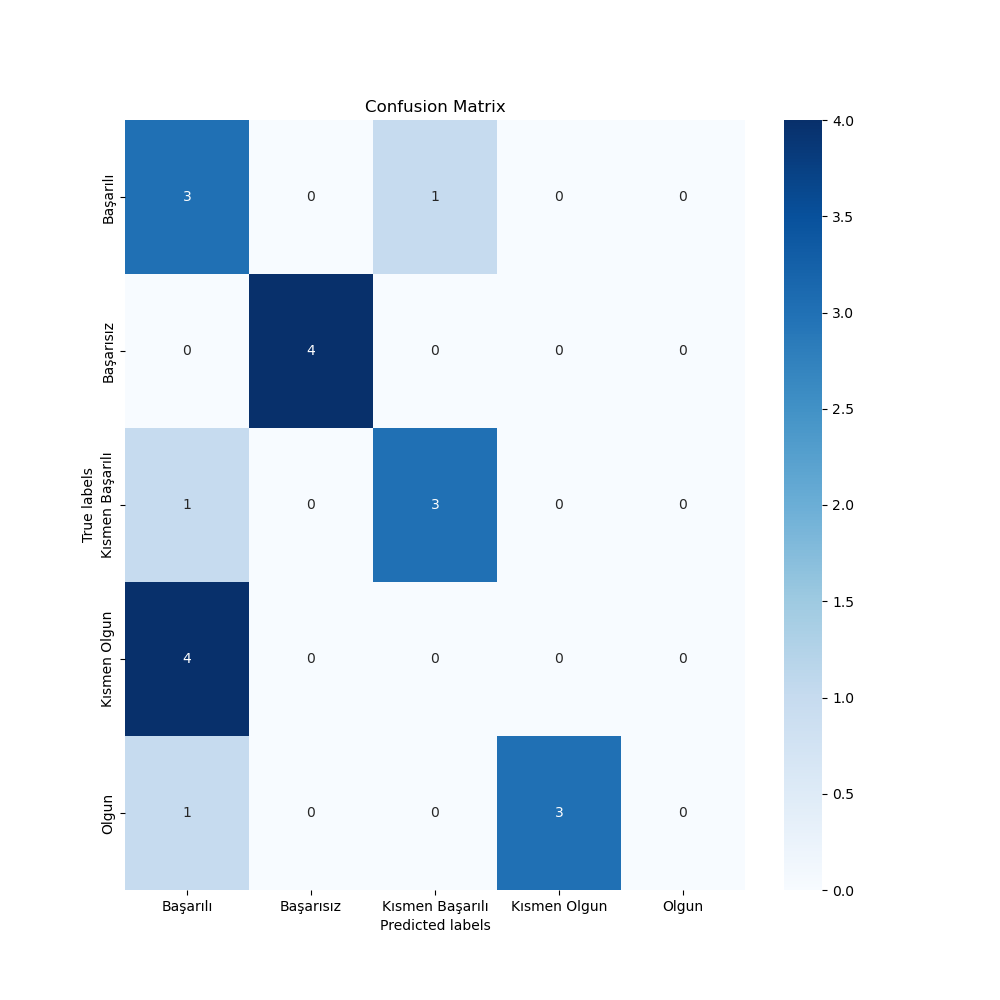 Confusion Matrix
True labels
Başarılı
3 0 1 0 0
Başarısız
0 4 0 0 0
Kısmen Başarılı
1 0 3 0 0
Kısmen Olgun
4 0 0 0 0
Olgun
1 0 0 3 0
Başarılı Başarısız Kısmen Başarılı Kısmen Olgun Olgun
Predicted labels
4.0
3.5
3.0
2.5
2.0
1.5
1.0
0.5
0.0